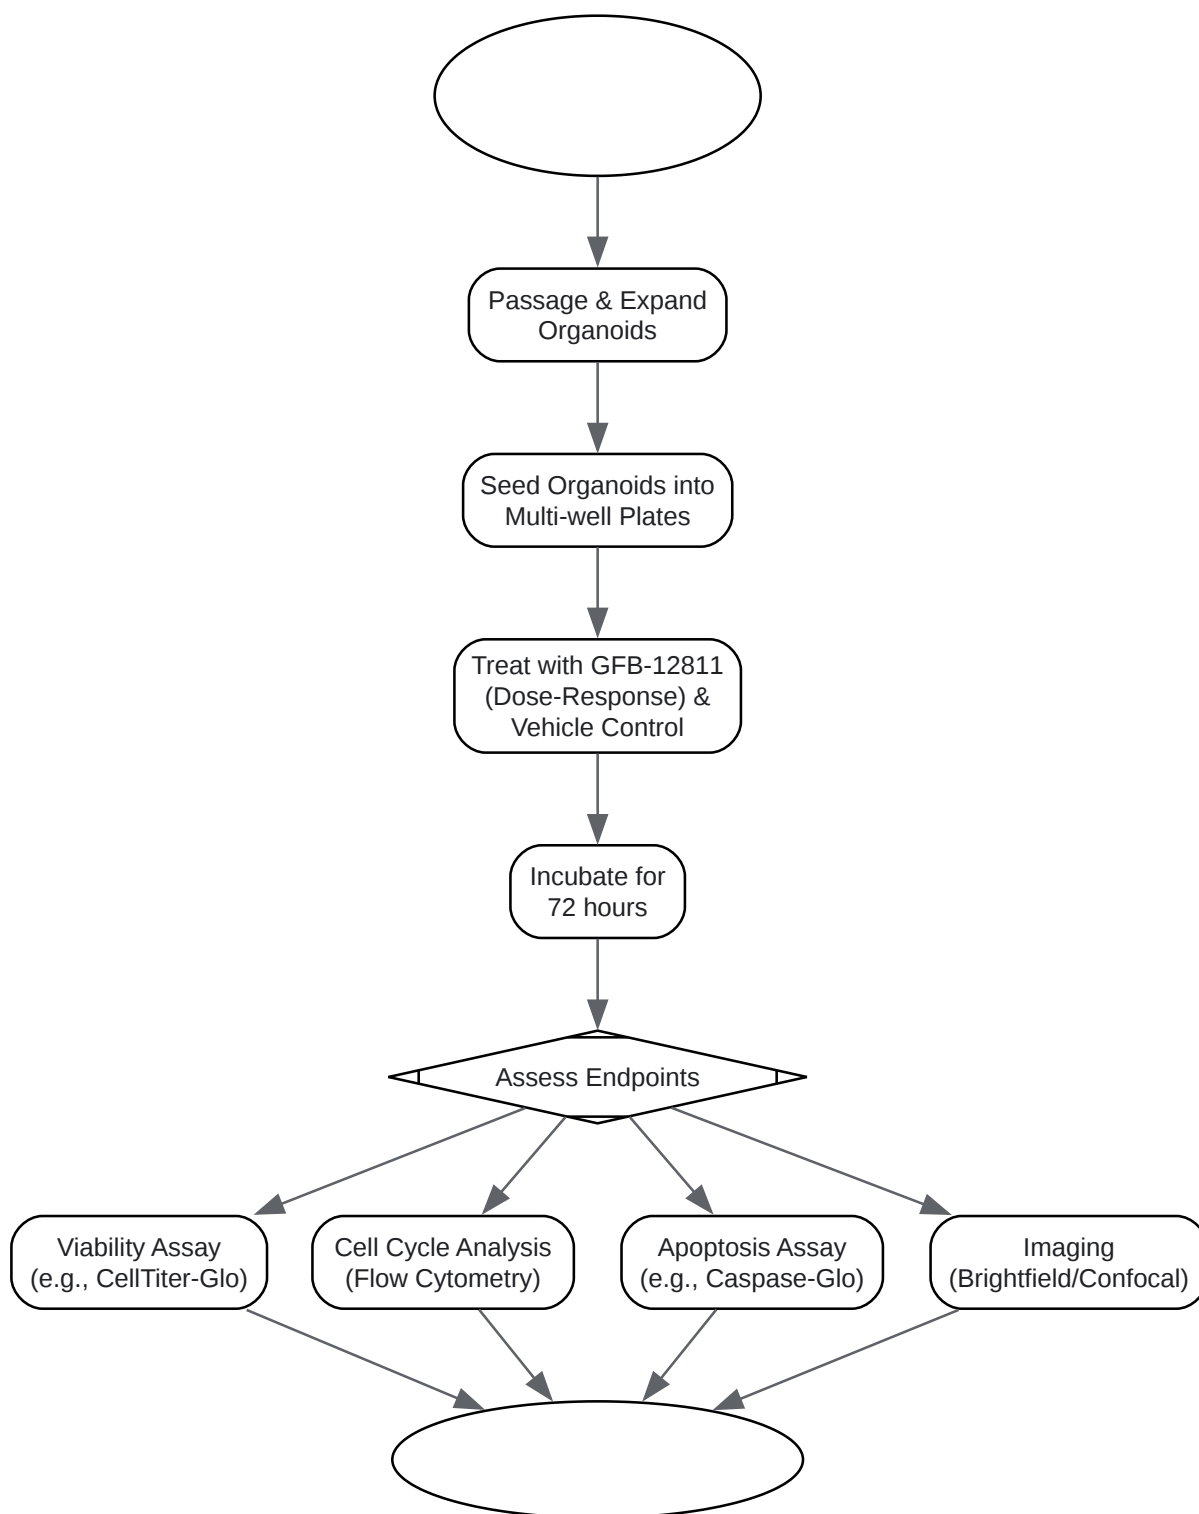 Passage & Expand
Organoids
Seed Organoids into
Multi-well Plates
Treat with GFB-12811
(Dose-Response) &
Vehicle Control
Incubate for
72 hours
Assess Endpoints
Viability Assay
(e.g., CellTiter-Glo)
Cell Cycle Analysis
(Flow Cytometry)
Apoptosis Assay
(e.g., Caspase-Glo)
Imaging
(Brightfield/Confocal)